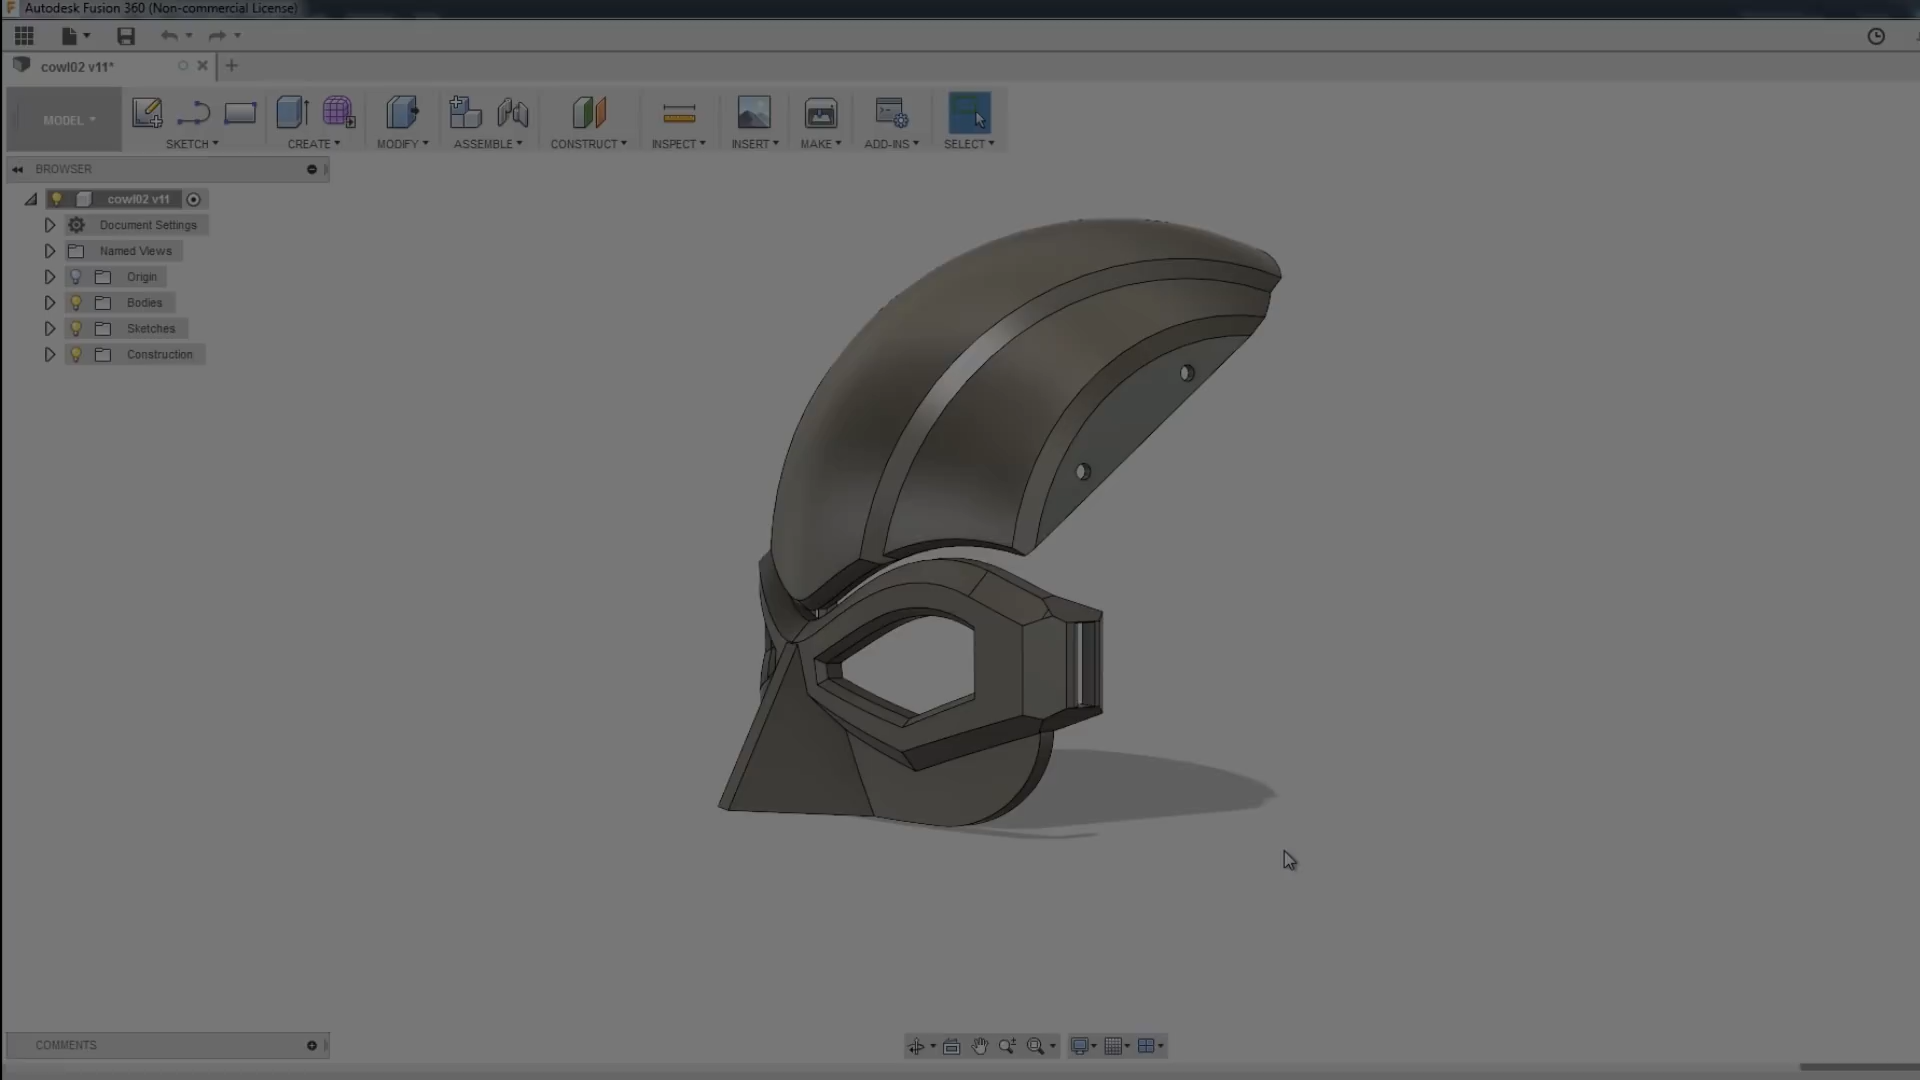 Autodesk Fusion 360 (Non-commercial License)
cowl02 v11*
MODEL
SKETCH
CREATE
MODIFY
ASSEMBLE
CONSTRUCT
INSPECT
INSERT
MAKE
ADD-INS
SELECT
BROWSER
cowl02 v11
Document Settings
Named Views
Origin
Bodies
Sketches
Construction
COMMENTS